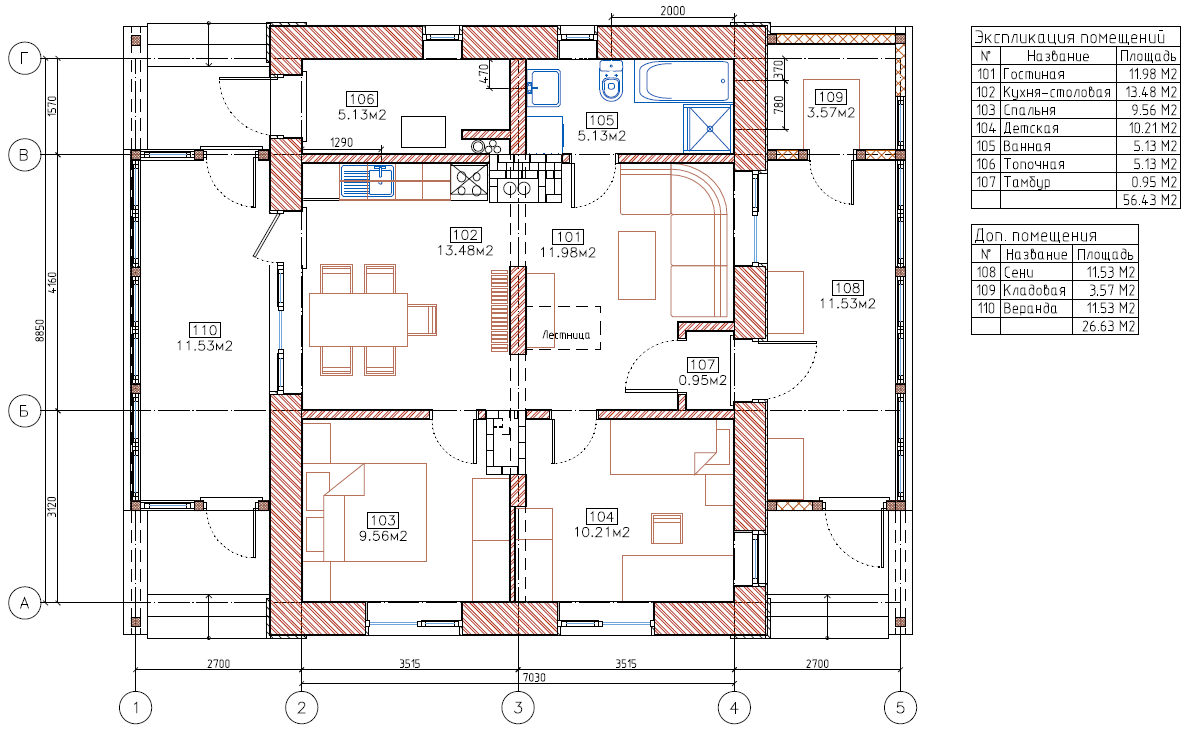 2000
Экспликация помещений
N° Название Площадь
101 Гостиная 11.98 М2
102 Кухня-столовая 13.48 М2
103 Спальня 9.56 М2
104 Детская 10.21 М2
105 Ванная 5.13 М2
106 Топочная 5.13 М2
107 Тамбур 0.95 М2
56.43 М2
Доп. помещения
N° Название Площадь
108 Сени 11.53 М2
109 Кладовая 3.57 М2
110 Веранда 11.53 М2
26.63 М2
Г
В
Б
А
1570
4160
3120
8850
470
370
780
1290
106
5.13м2
105
5.13м2
109
3.57м2
102
13.48м2
101
11.98м2
108
11.53м2
110
11.53м2
Лестница
107
0.95м2
103
9.56м2
104
10.21м2
2700 3515 3515 2700
7030
1 2 3 4 5